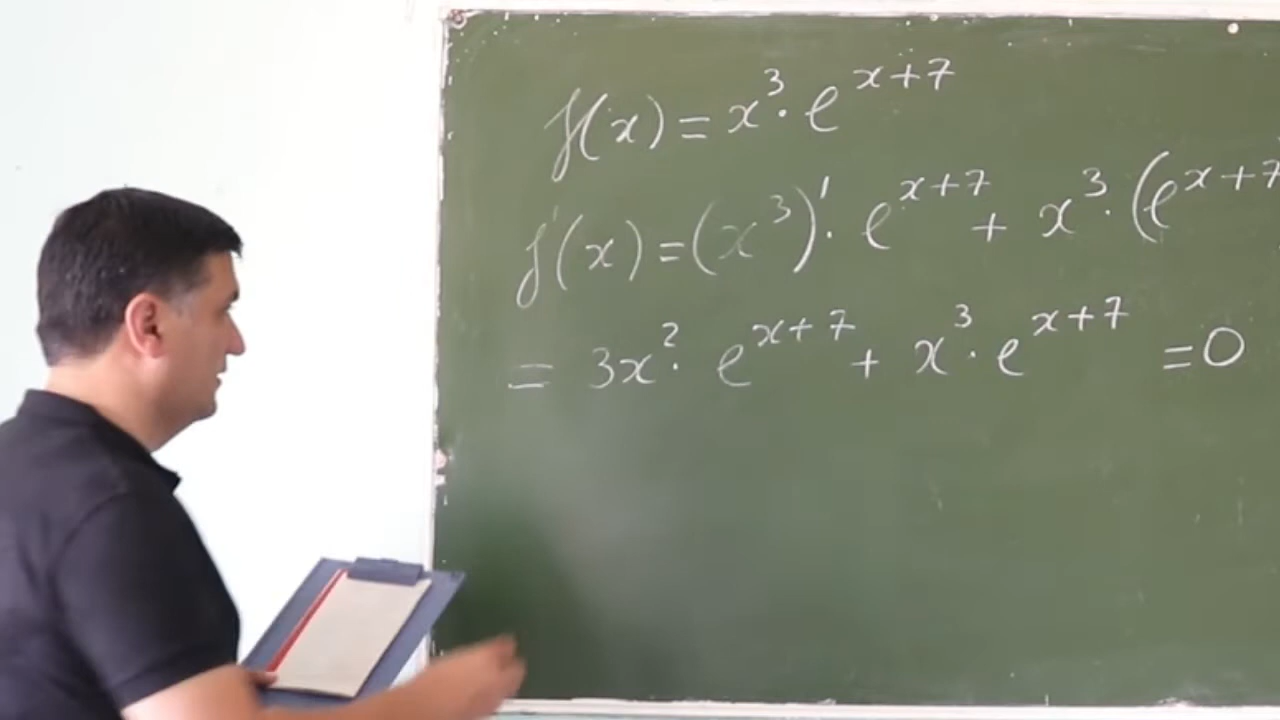 f(x) = x³ · e^(x+7)
f'(x) = (x³)' · e^(x+7) + x³ · (e^(x+7
= 3x² · e^(x+7) + x³ · e^(x+7) = 0